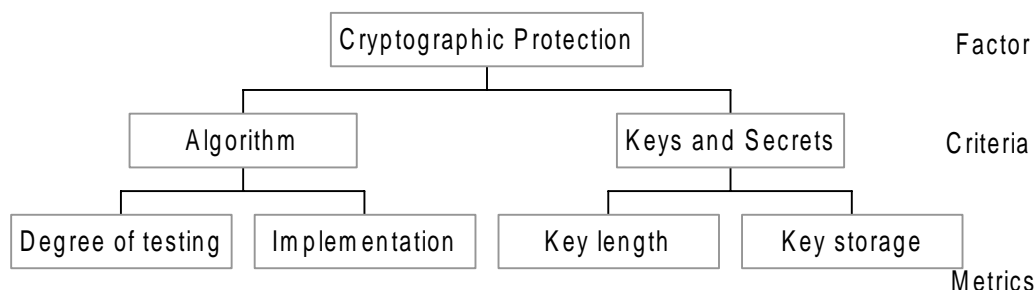 Cryptographic Protection
Factor
Algorithm
Keys and Secrets
Criteria
Degree of testing
Implementation
Key length
Key storage
Metrics